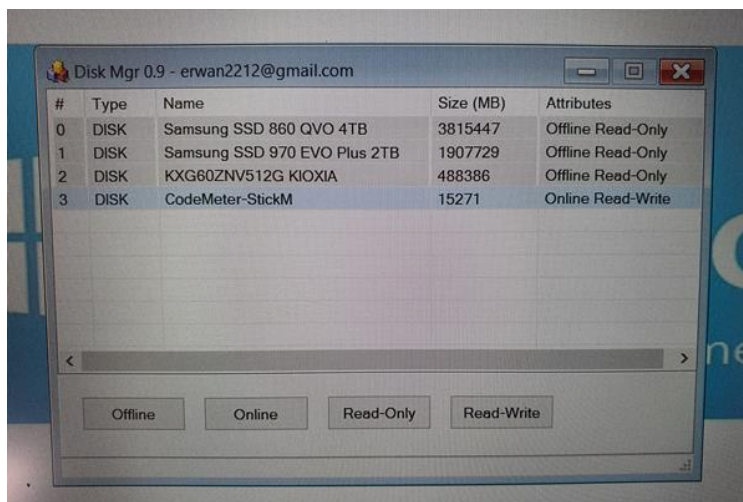 Disk Mgr 0.9 - erwan2212@gmail.com
# Type Name Size (MB) Attributes
0 DISK Samsung SSD 860 QVO 4TB 3815447 Offline Read-Only
1 DISK Samsung SSD 970 EVO Plus 2TB 1907729 Offline Read-Only
2 DISK KXG60ZNV512G KIOXIA 488386 Offline Read-Only
3 DISK CodeMeter-StickM 15271 Online Read-Write
Offline Online Read-Only Read-Write